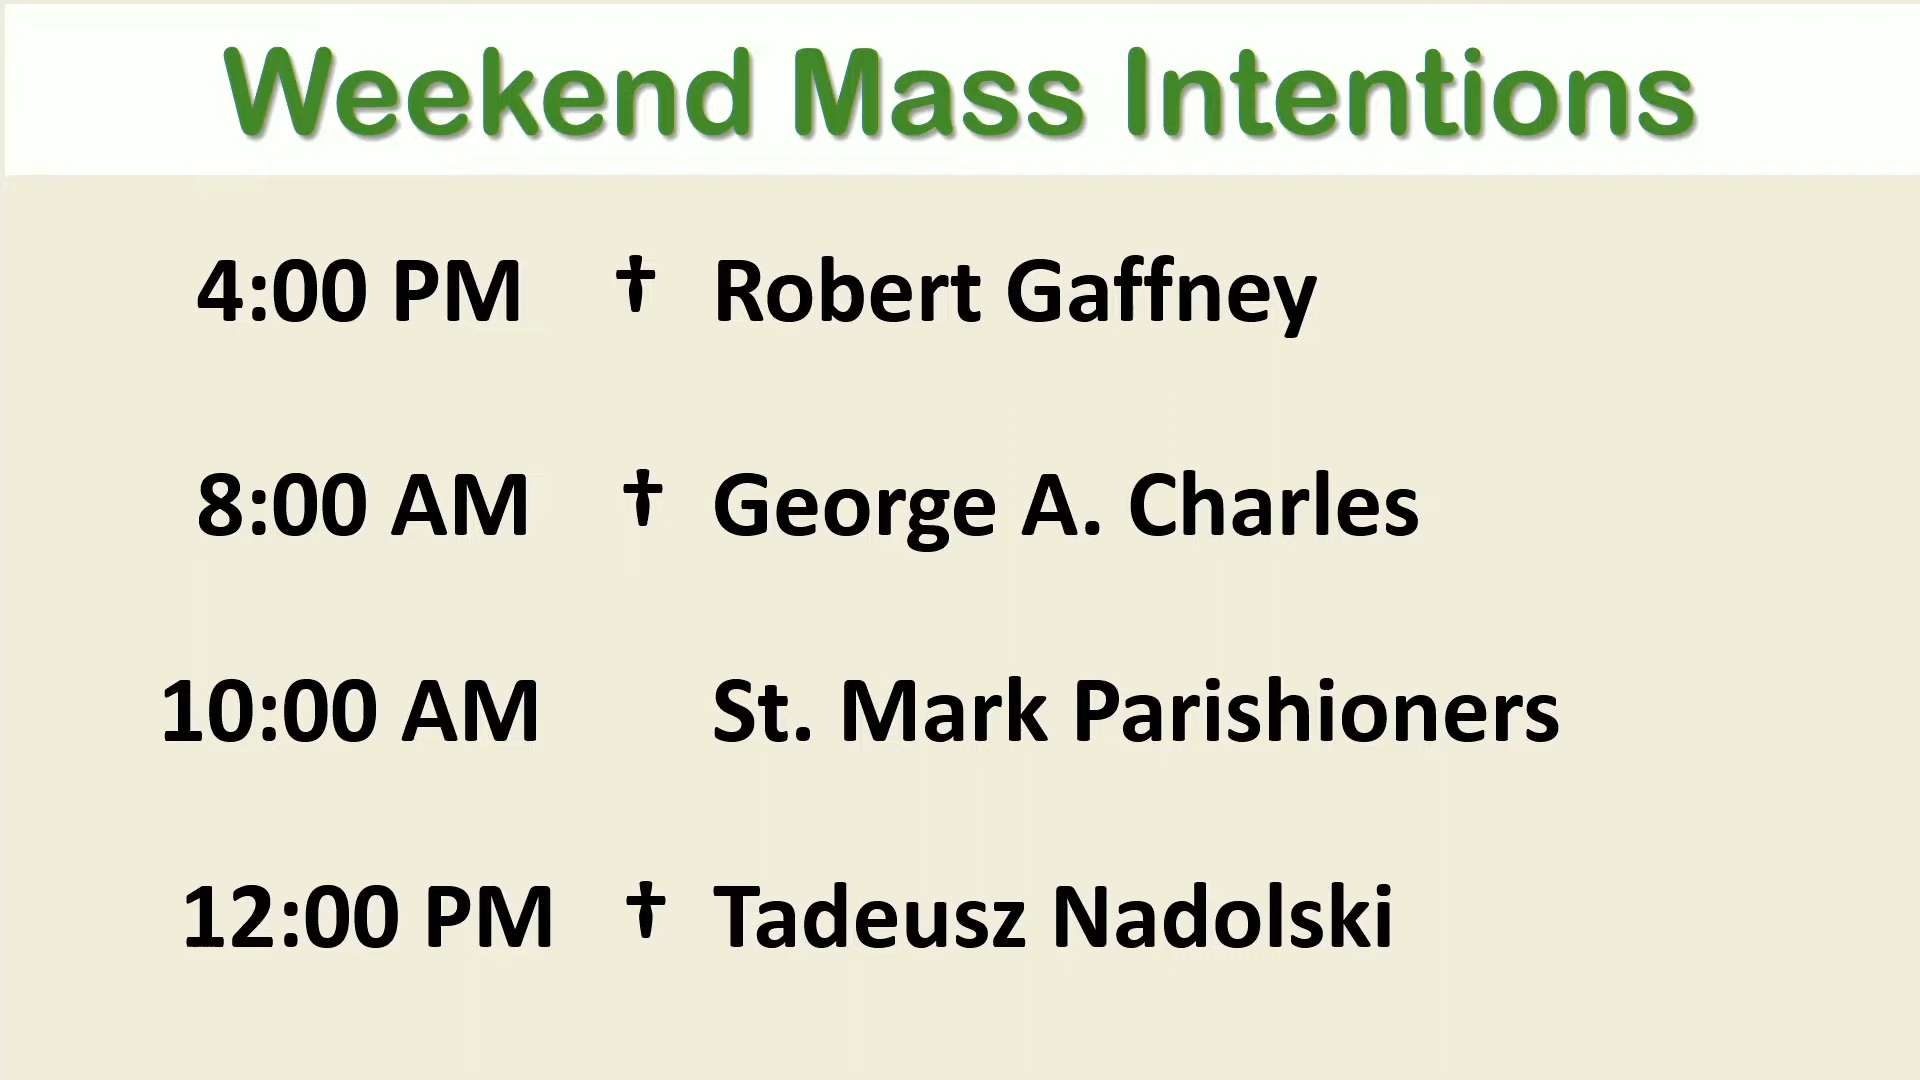 Weekend Mass Intentions
4:00 PM † Robert Gaffney
8:00 AM † George A. Charles
10:00 AM St. Mark Parishioners
12:00 PM † Tadeusz Nadolski